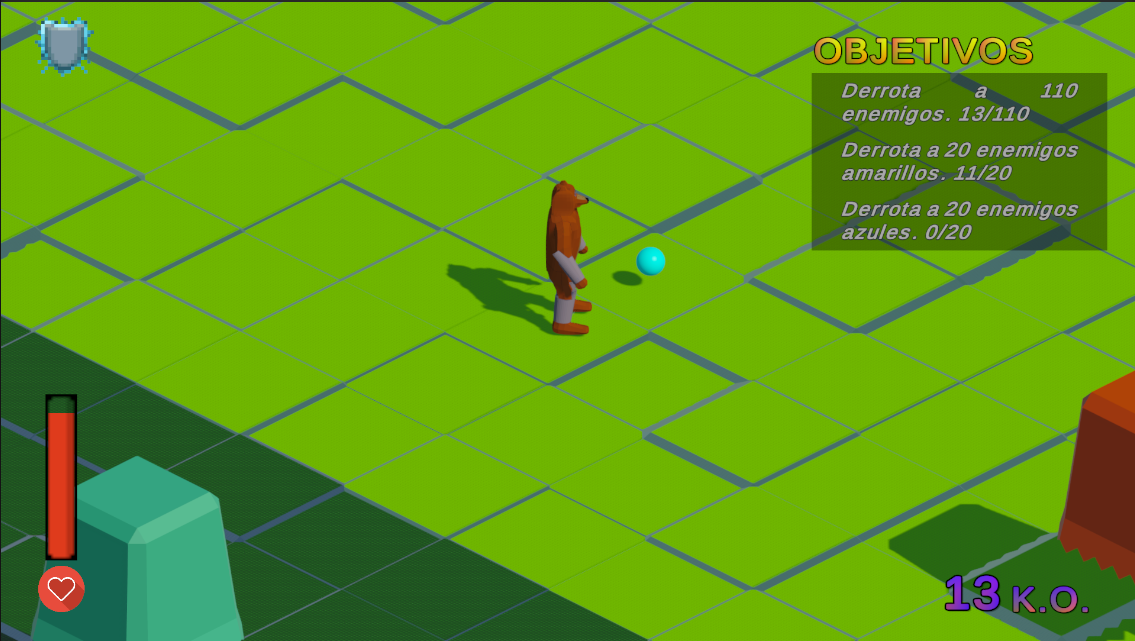 OBJETIVOS
Derrota a 110
enemigos. 13/110
Derrota a 20 enemigos
amarillos. 11/20
Derrota a 20 enemigos
azules. 0/20
13 K.O.